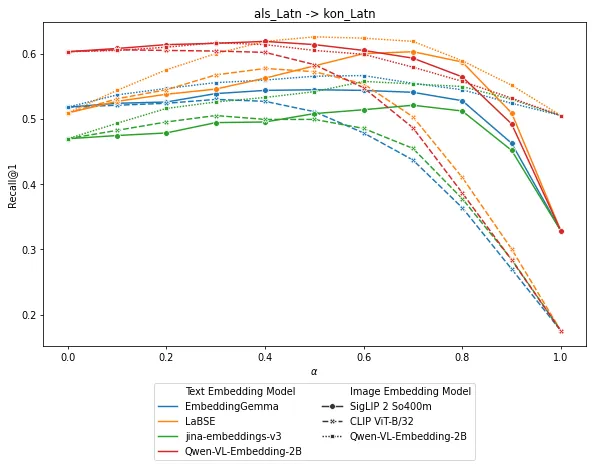 als_Latn -> kon_Latn
Recall@1
0.6
0.5
0.4
0.3
0.2
0.0 0.2 0.4 0.6 0.8 1.0
α
Text Embedding Model Image Embedding Model
EmbeddingGemma SigLIP 2 So400m
LaBSE CLIP ViT-B/32
jina-embeddings-v3 Qwen-VL-Embedding-2B
Qwen-VL-Embedding-2B